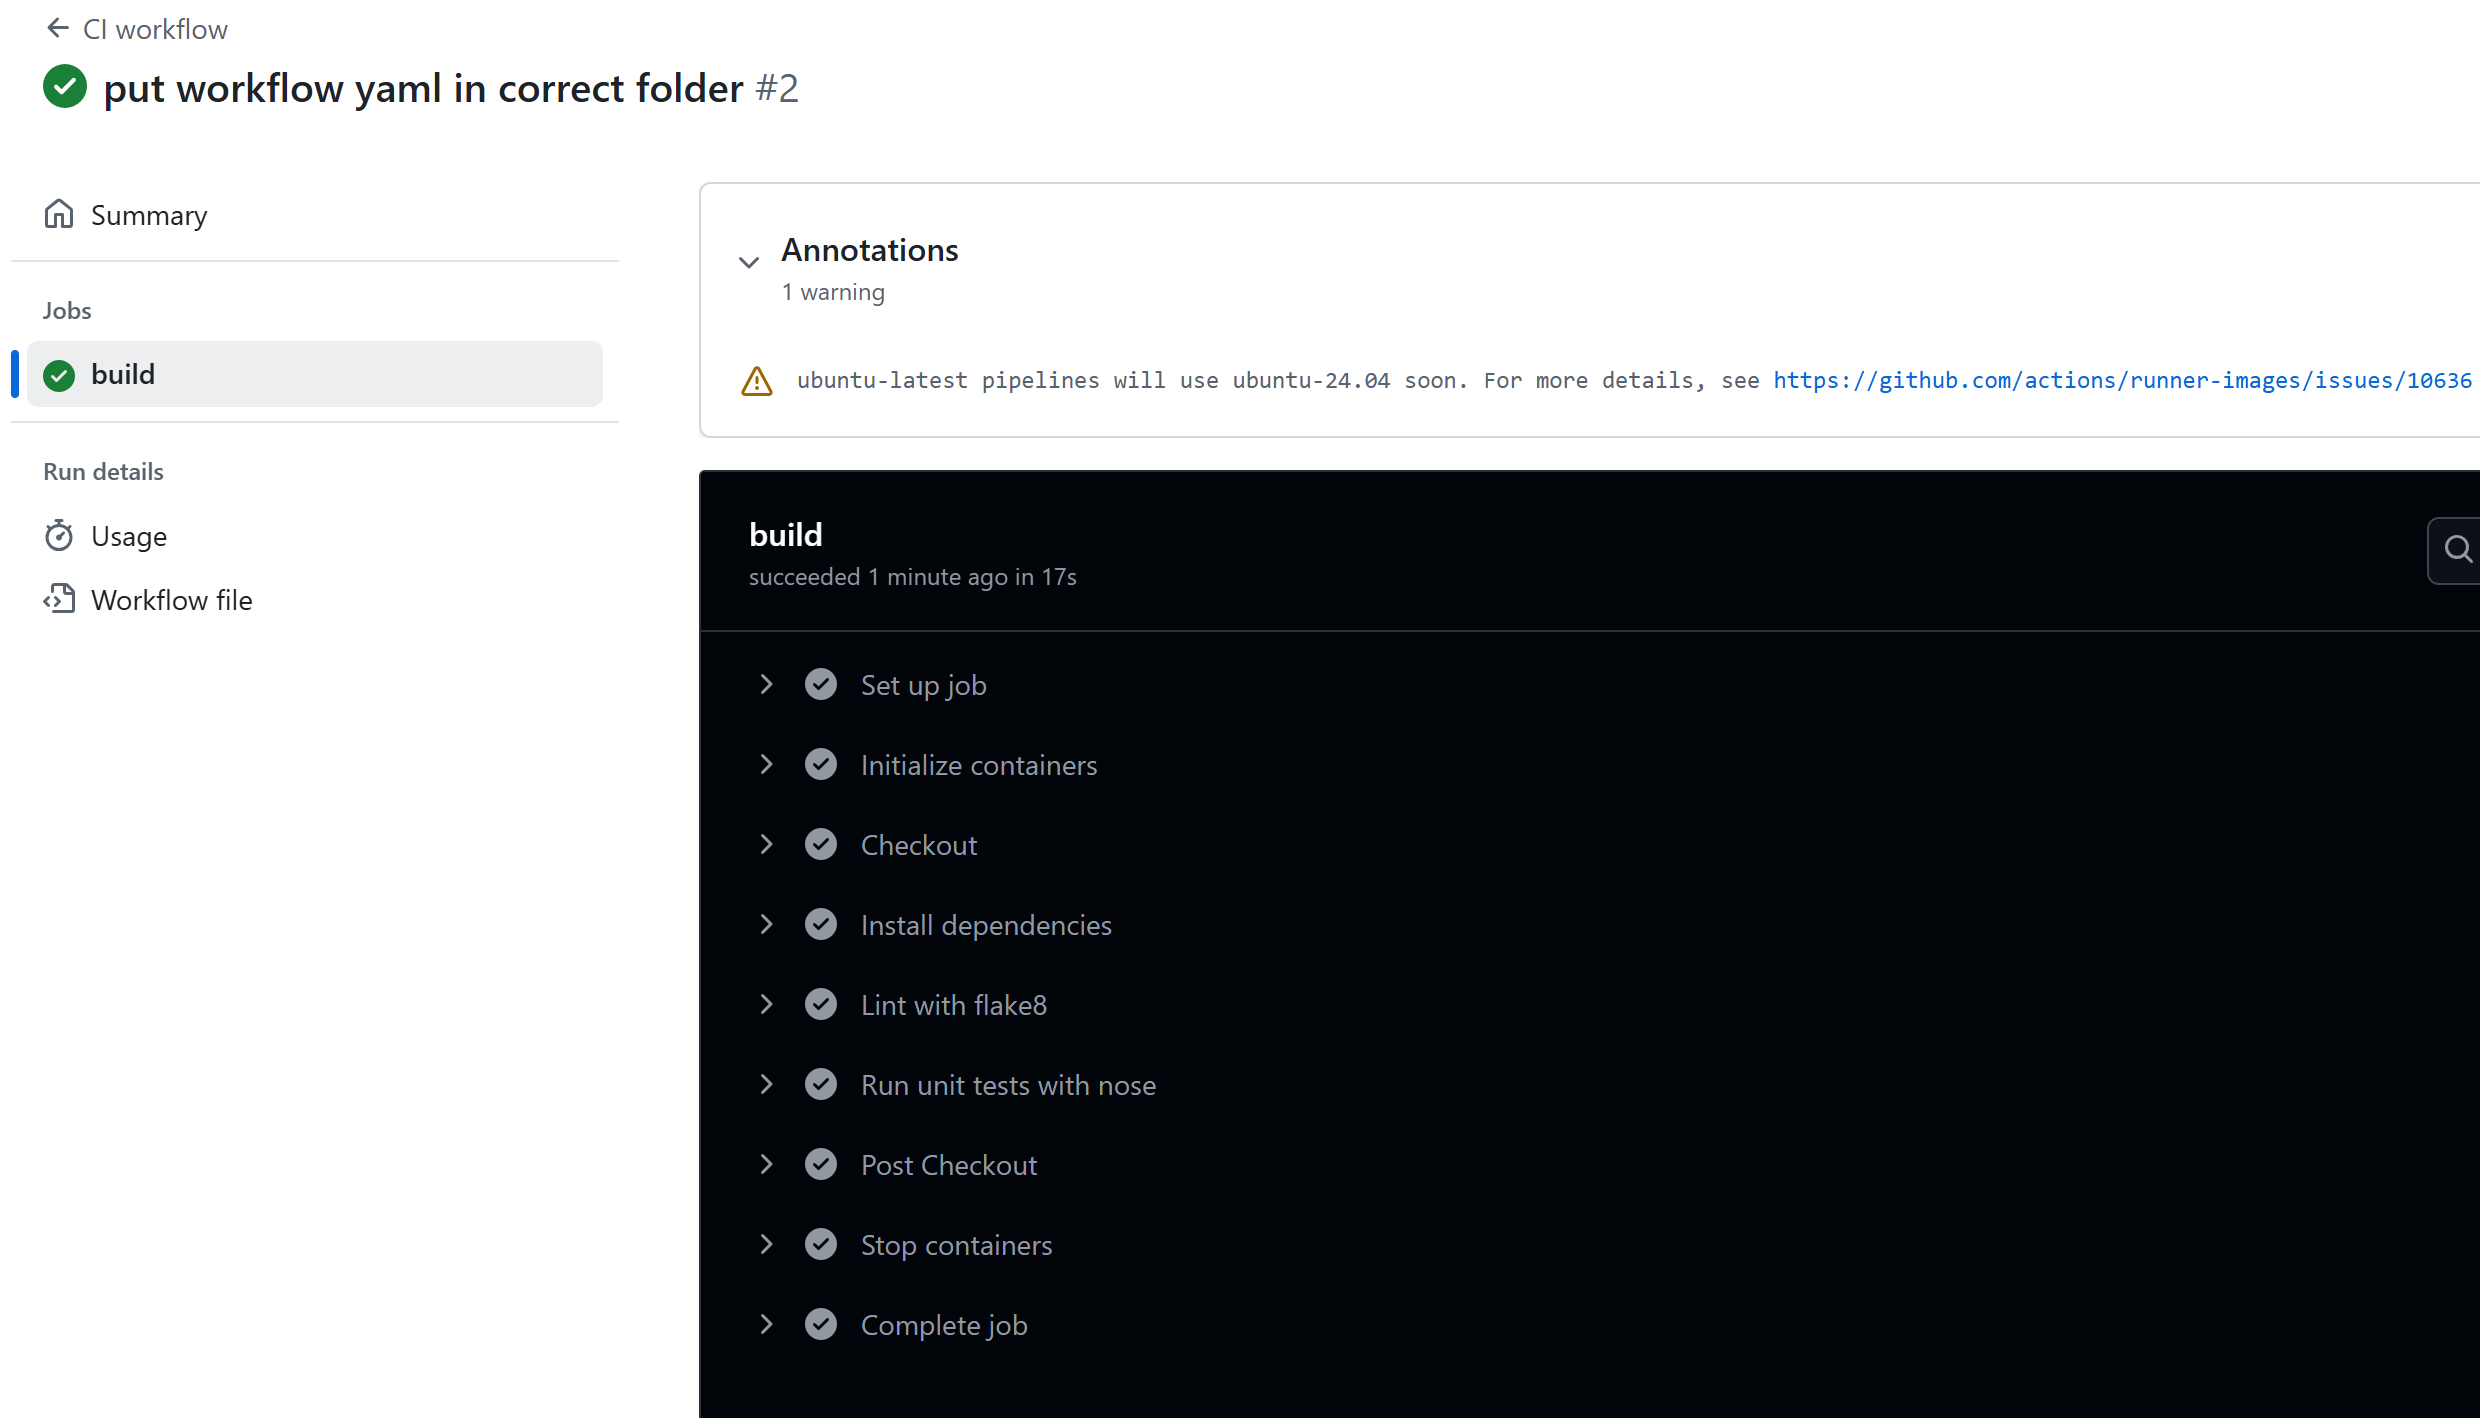 CI workflow
put workflow yaml in correct folder #2
Summary
Jobs
build
Run details
Usage
Workflow file
Annotations
1 warning
ubuntu-latest pipelines will use ubuntu-24.04 soon. For more details, see https://github.com/actions/runner-images/issues/10636
build
succeeded 1 minute ago in 17s
Set up job
Initialize containers
Checkout
Install dependencies
Lint with flake8
Run unit tests with nose
Post Checkout
Stop containers
Complete job